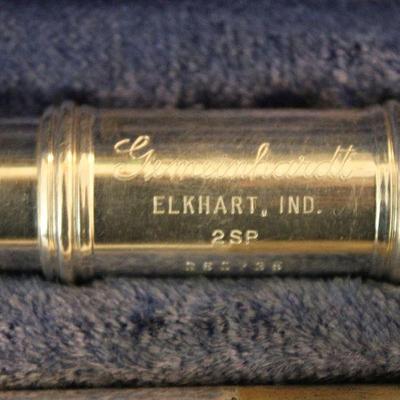 Gemeinhardt
ELKHART, IND.
2SP